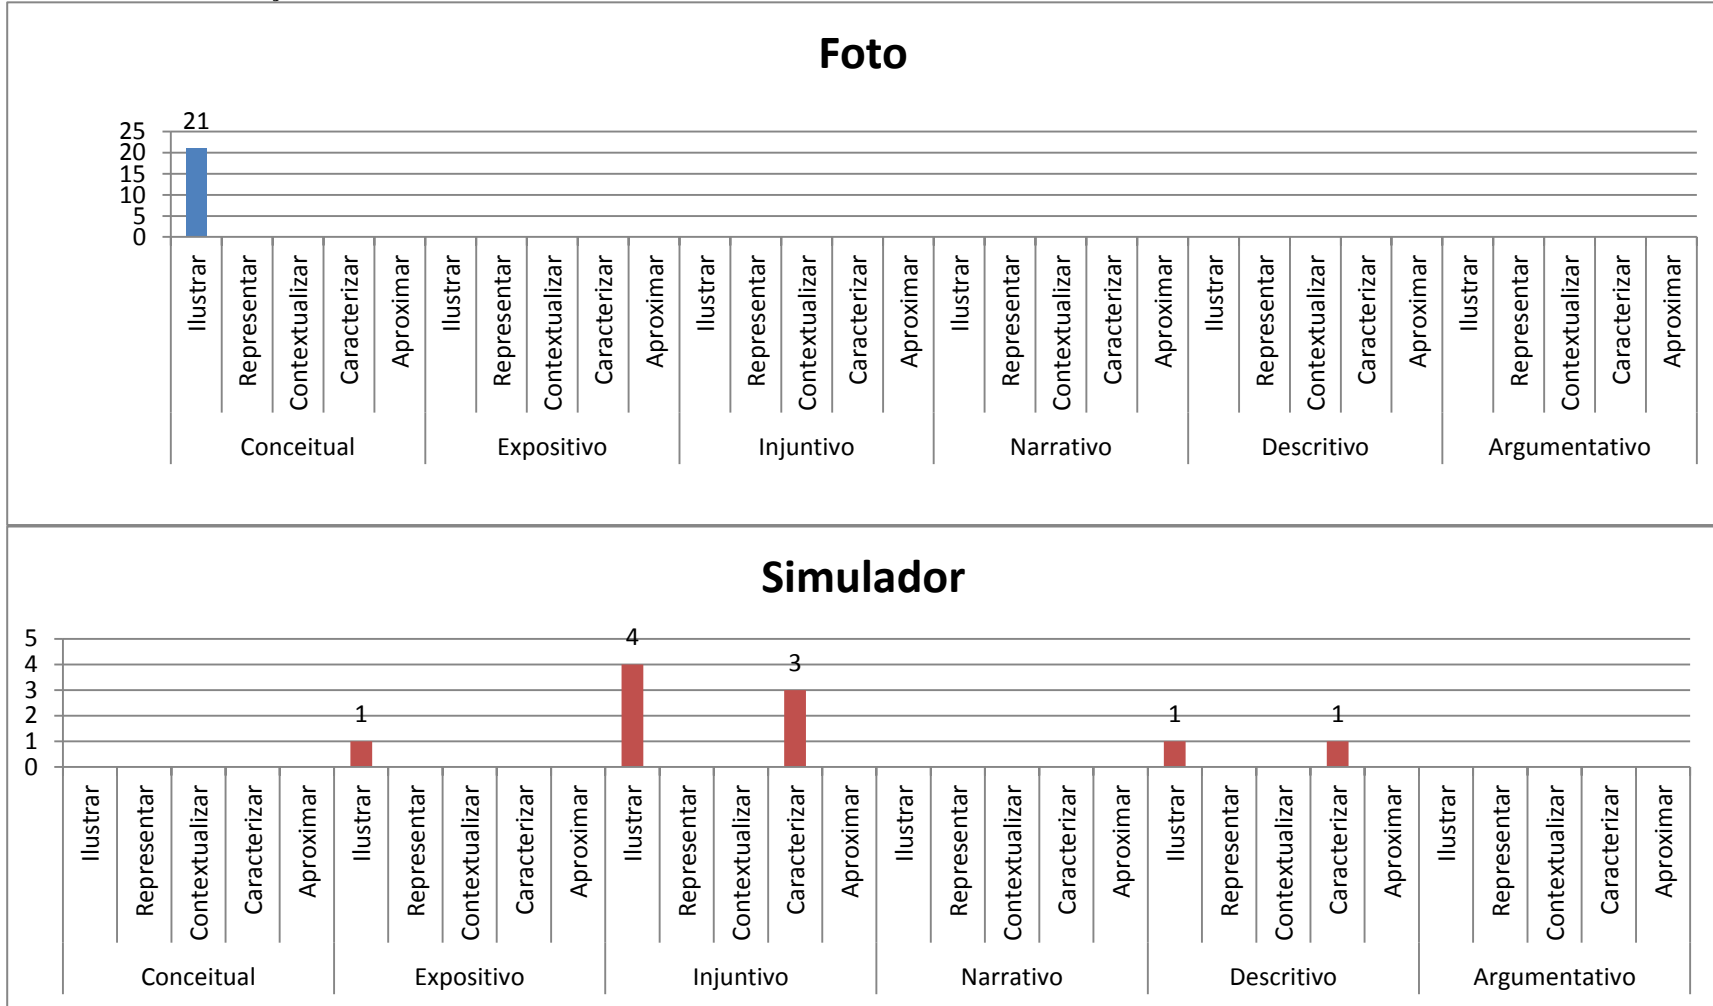 Foto
21
25
20
15
10
5
0
Ilustrar Representar Contextualizar Caracterizar Aproximar Ilustrar Representar Contextualizar Caracterizar Aproximar Ilustrar Representar Contextualizar Caracterizar Aproximar Ilustrar Representar Contextualizar Caracterizar Aproximar Ilustrar Representar Contextualizar Caracterizar Aproximar Ilustrar Representar Contextualizar Caracterizar Aproximar
Conceitual Expositivo Injuntivo Narrativo Descritivo Argumentativo
Simulador
5
4
3
2
1
0
1 4 3 1 1
Ilustrar Representar Contextualizar Caracterizar Aproximar Ilustrar Representar Contextualizar Caracterizar Aproximar Ilustrar Representar Contextualizar Caracterizar Aproximar Ilustrar Representar Contextualizar Caracterizar Aproximar Ilustrar Representar Contextualizar Caracterizar Aproximar Ilustrar Representar Contextualizar Caracterizar Aproximar
Conceitual Expositivo Injuntivo Narrativo Descritivo Argumentativo